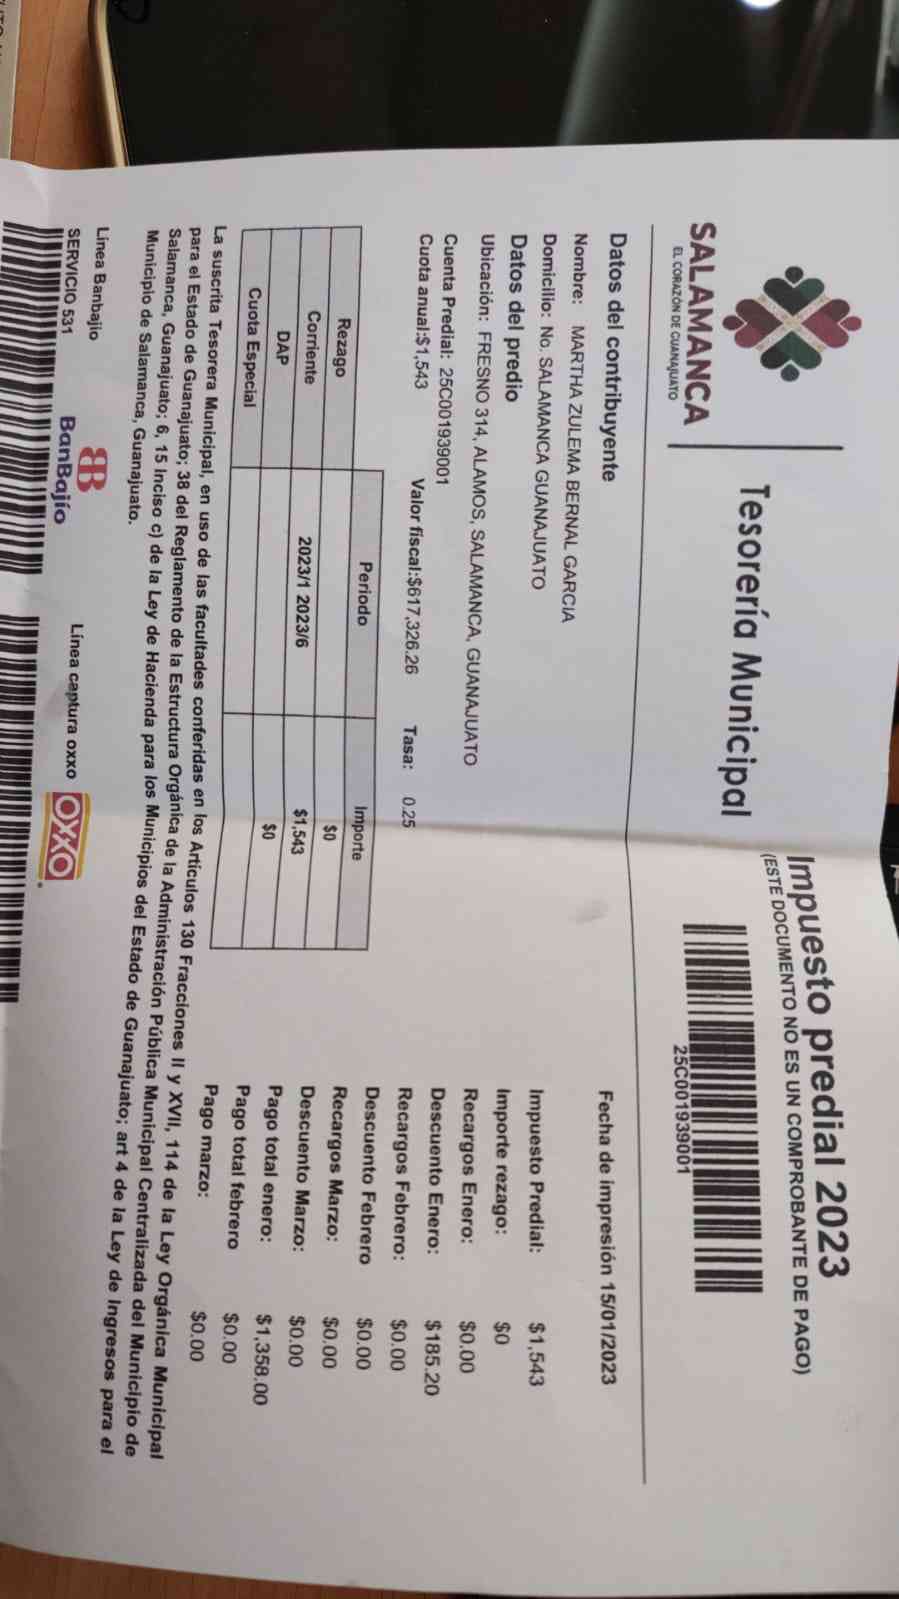 SALAMANCA
EL CORAZÓN DE GUANAJUATO
Tesorería Municipal
Impuesto predial 2023
(ESTE DOCUMENTO NO ES UN COMPROBANTE DE PAGO)
25C001939001
Datos del contribuyente
Fecha de impresión 15/01/2023
Nombre: MARTHA ZULEMA BERNAL GARCIA
Domicilio: No. SALAMANCA GUANAJUATO
Datos del predio
Ubicación: FRESNO 314, ALAMOS, SALAMANCA, GUANAJUATO
Cuenta Predial: 25C001939001
Cuota anual:$1,543 Valor fiscal:$617,326.26 Tasa: 0.25
Periodo Importe
Rezago $0
Corriente 2023/1 2023/6 $1,543
DAP $0
Cuota Especial
Impuesto Predial: $1,543
Importe rezago: $0
Recargos Enero: $0.00
Descuento Enero: $185.20
Recargos Febrero: $0.00
Descuento Febrero $0.00
Recargos Marzo: $0.00
Descuento Marzo: $0.00
Pago total enero: $1,358.00
Pago total febrero $0.00
Pago marzo: $0.00
La suscrita Tesorera Municipal, en uso de las facultades conferidas en los Artículos 130 Fracciones II y XVII, 114 de la Ley Orgánica Municipal
para el Estado de Guanajuato; 38 del Reglamento de la Estructura Orgánica de la Administración Pública Municipal Centralizada del Municipio de
Salamanca, Guanajuato; 6, 15 Inciso c) de la Ley de Hacienda para los Municipios del Estado de Guanajuato; art 4 de la Ley de Ingresos para el
Municipio de Salamanca, Guanajuato.
Línea Banbajio
SERVICIO 531
BanBajío
Línea captura oxxo
OXXO